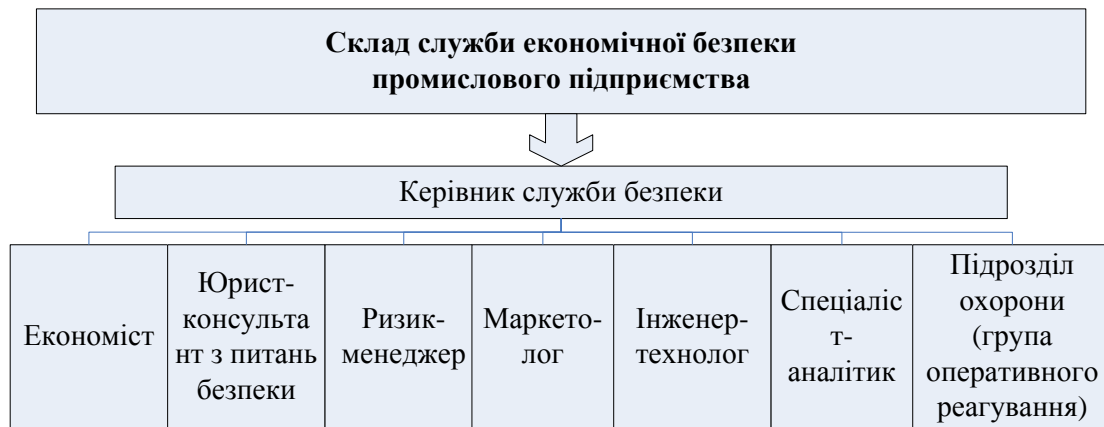 Склад служби економічної безпеки
промислового підприємства
Керівник служби безпеки
Економіст
Юрист-
консульта
нт з питань
безпеки
Ризик-
менеджер
Маркето-
лог
Інженер-
технолог
Спеціаліс
т-
аналітик
Підрозділ
охорони
(група
оперативного
реагування)